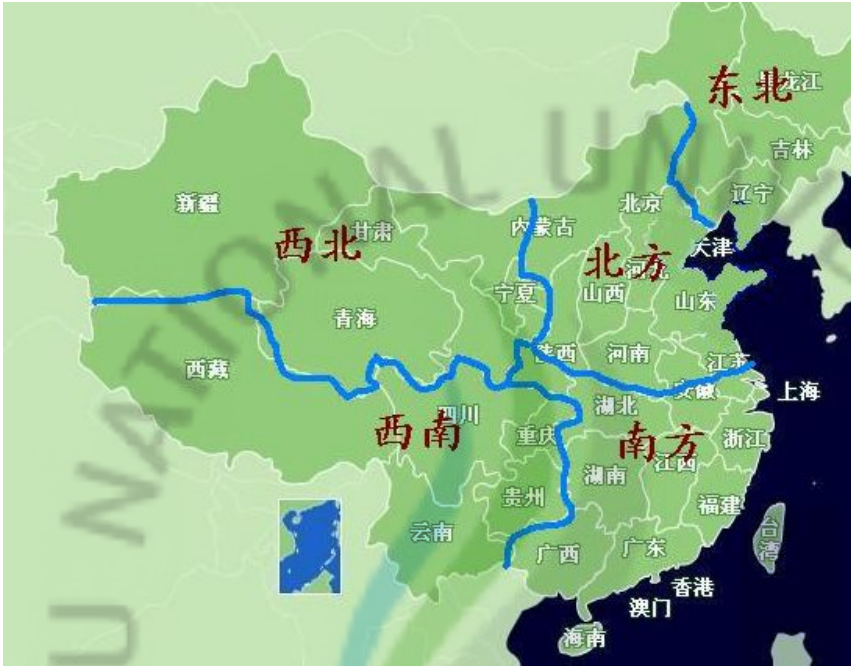 东北
黑龙江
吉林
辽宁
新疆
甘肃
西北
内蒙古
北京
天津
北方
河北
宁夏
山西
山东
青海
陕西
河南
江苏
西藏
安徽
上海
四川
湖北
西南
重庆
南方
浙江
湖南
江西
贵州
福建
云南
广西
广东
台湾
香港
澳门
海南
NATIONAL UNIVE
U